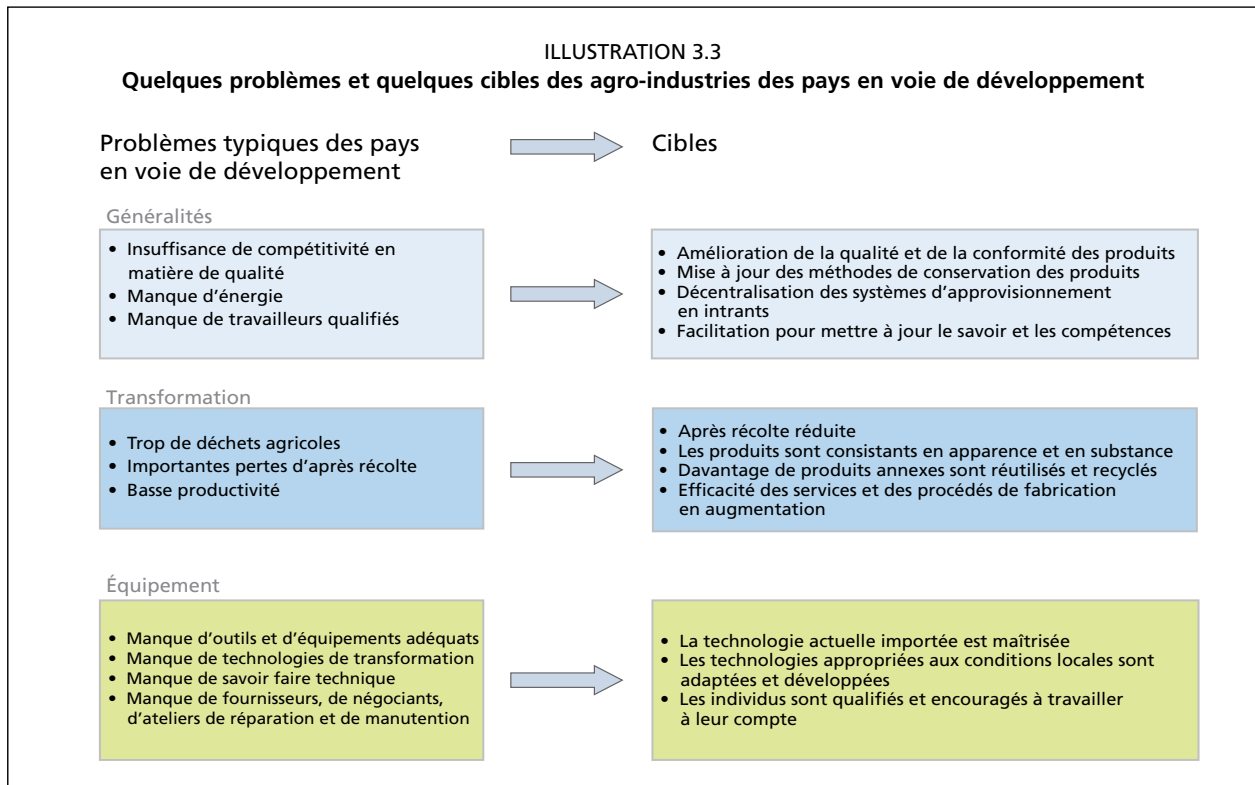 ILLUSTRATION 3.3
Quelques problèmes et quelques cibles des agro-industries des pays en voie de développement
Problèmes typiques des pays
en voie de développement
Cibles
Généralités
• Insuffisance de compétitivité en
matière de qualité
• Manque d'énergie
• Manque de travailleurs qualifiés
• Amélioration de la qualité et de la conformité des produits
• Mise à jour des méthodes de conservation des produits
• Décentralisation des systèmes d'approvisionnement
en intrants
• Facilitation pour mettre à jour le savoir et les compétences
Transformation
• Trop de déchets agricoles
• Importantes pertes d'après récolte
• Basse productivité
• Après récolte réduite
• Les produits sont consistants en apparence et en substance
• Davantage de produits annexes sont réutilisés et recyclés
• Efficacité des services et des procédés de fabrication
en augmentation
Équipement
• Manque d'outils et d'équipements adéquats
• Manque de technologies de transformation
• Manque de savoir faire technique
• Manque de fournisseurs, de négociants,
d'ateliers de réparation et de manutention
• La technologie actuelle importée est maîtrisée
• Les technologies appropriées aux conditions locales sont
adaptées et développées
• Les individus sont qualifiés et encouragés à travailler
à leur compte